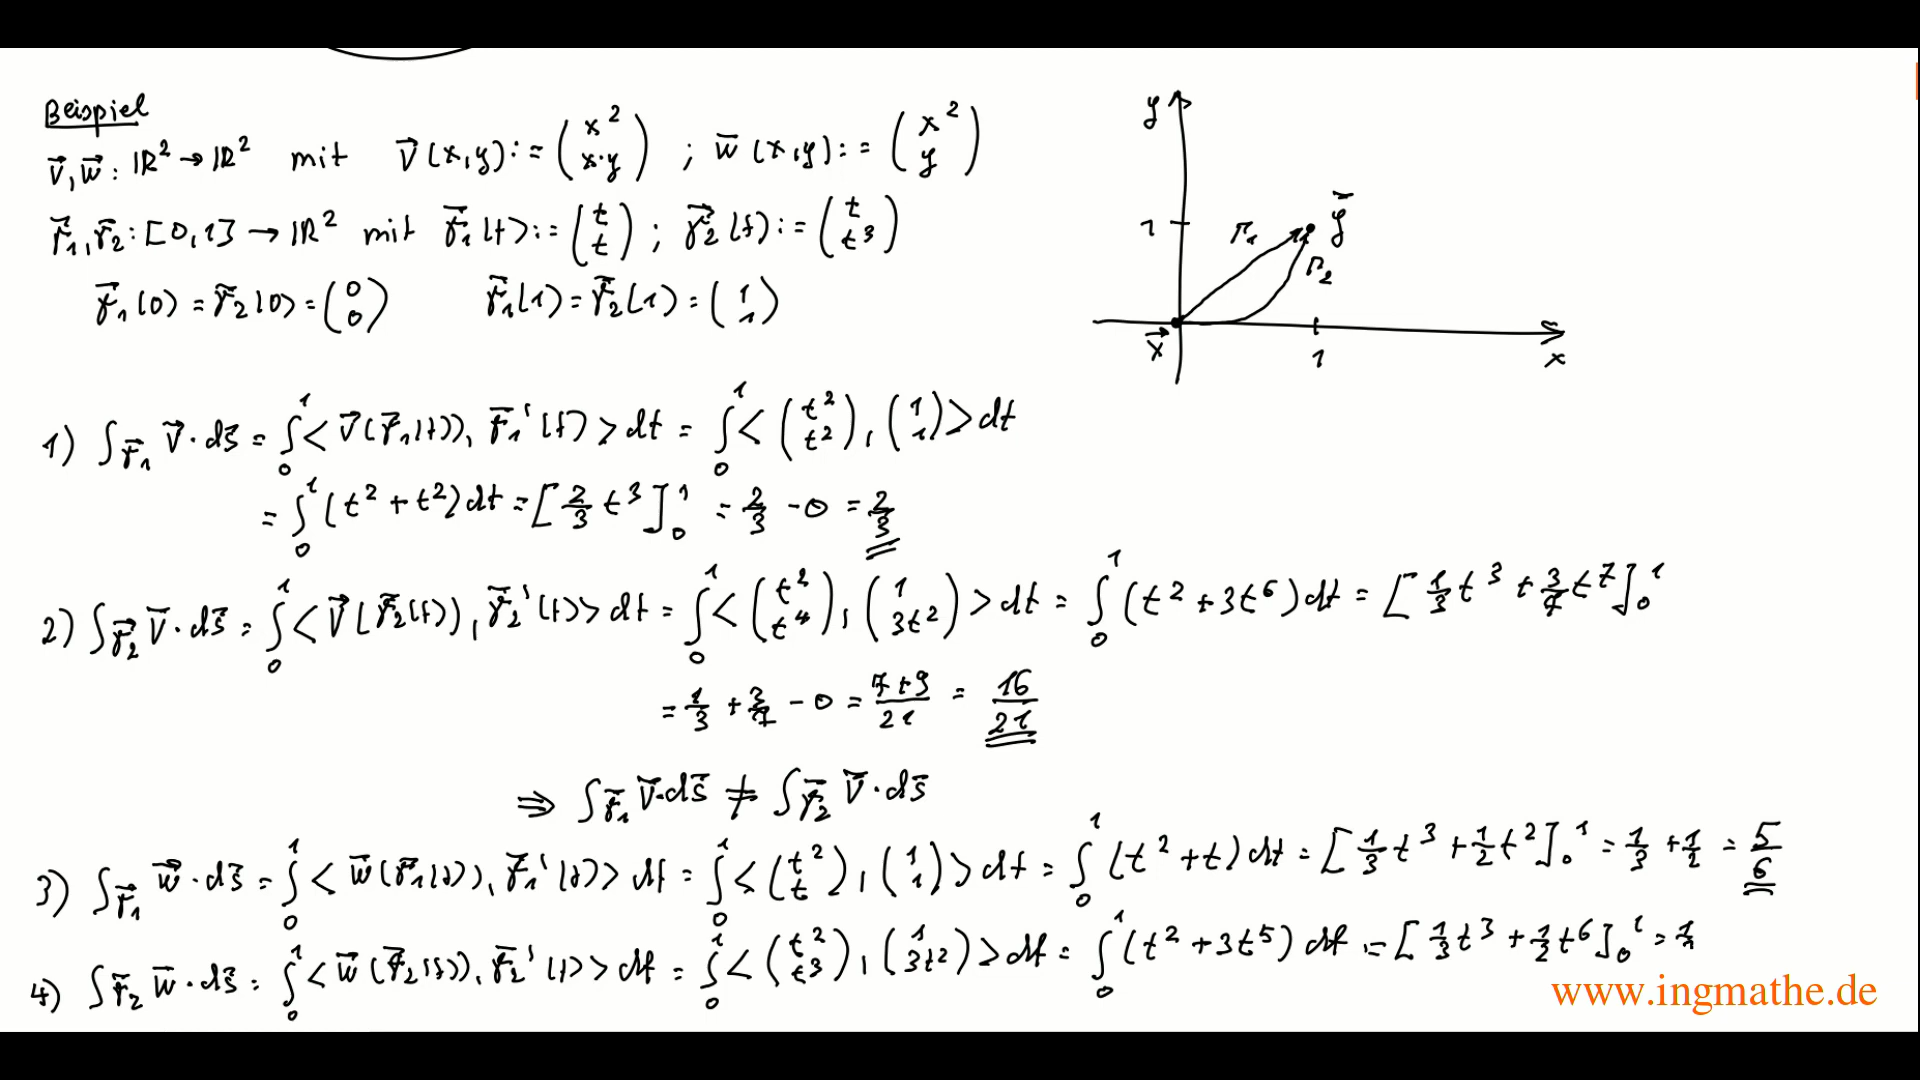 Beispiel
v⃗, w⃗ : ℝ² → ℝ² mit v⃗(x,y) := (x² / x·y) ; w⃗(x,y) := (x² / y)
γ⃗₁, γ⃗₂ : [0,1] → ℝ² mit γ⃗₁(t) := (t / t) ; γ⃗₂(t) := (t / t³)
γ⃗₁(0) = γ⃗₂(0) = (0 / 0) γ⃗₁(1) = γ⃗₂(1) = (1 / 1)
y
1
Γ₁
y⃗
Γ₂
x⃗
1
x
1) ∫_γ⃗₁ v⃗·ds⃗ = ∫₀¹ < v⃗(γ⃗₁(t)), γ⃗₁'(t) > dt = ∫₀¹ < (t² / t²), (1 / 1) > dt
= ∫₀¹ (t² + t²) dt = [2/3 t³]₀¹ = 2/3 - 0 = 2/3
2) ∫_γ⃗₂ v⃗·ds⃗ = ∫₀¹ < v⃗(γ⃗₂(t)), γ⃗₂'(t) > dt = ∫₀¹ < (t² / t⁴), (1 / 3t²) > dt = ∫₀¹ (t² + 3t⁶) dt = [1/3 t³ + 3/7 t⁷]₀¹
= 1/3 + 3/7 - 0 = (7+9)/21 = 16/21
⇒ ∫_γ⃗₁ v⃗·ds⃗ ≠ ∫_γ⃗₂ v⃗·ds⃗
3) ∫_γ⃗₁ w⃗·ds⃗ = ∫₀¹ < w⃗(γ⃗₁(t)), γ⃗₁'(t) > dt = ∫₀¹ < (t² / t), (1 / 1) > dt = ∫₀¹ (t² + t) dt = [1/3 t³ + 1/2 t²]₀¹ = 1/3 + 1/2 = 5/6
4) ∫_γ⃗₂ w⃗·ds⃗ = ∫₀¹ < w⃗(γ⃗₂(t)), γ⃗₂'(t) > dt = ∫₀¹ < (t² / t³), (1 / 3t²) > dt = ∫₀¹ (t² + 3t⁵) dt = [1/3 t³ + 1/2 t⁶]₀¹ =
www.ingmathe.de